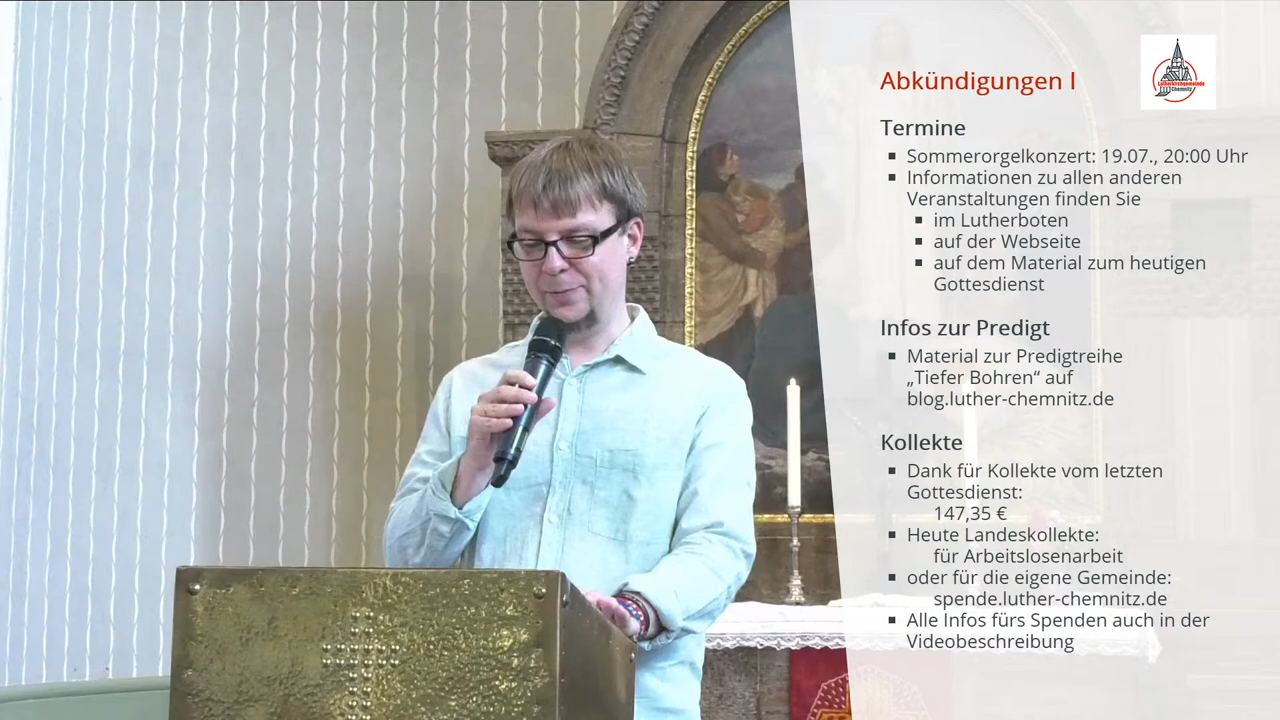 Abkündigungen I
Lutherkirchgemeinde
Chemnitz
Termine
▪ Sommerorgelkonzert: 19.07., 20:00 Uhr
▪ Informationen zu allen anderen
Veranstaltungen finden Sie
▪ im Lutherboten
▪ auf der Webseite
▪ auf dem Material zum heutigen
Gottesdienst
Infos zur Predigt
▪ Material zur Predigtreihe
„Tiefer Bohren“ auf
blog.luther-chemnitz.de
Kollekte
▪ Dank für Kollekte vom letzten
Gottesdienst:
147,35 €
▪ Heute Landeskollekte:
für Arbeitslosenarbeit
▪ oder für die eigene Gemeinde:
spende.luther-chemnitz.de
▪ Alle Infos fürs Spenden auch in der
Videobeschreibung